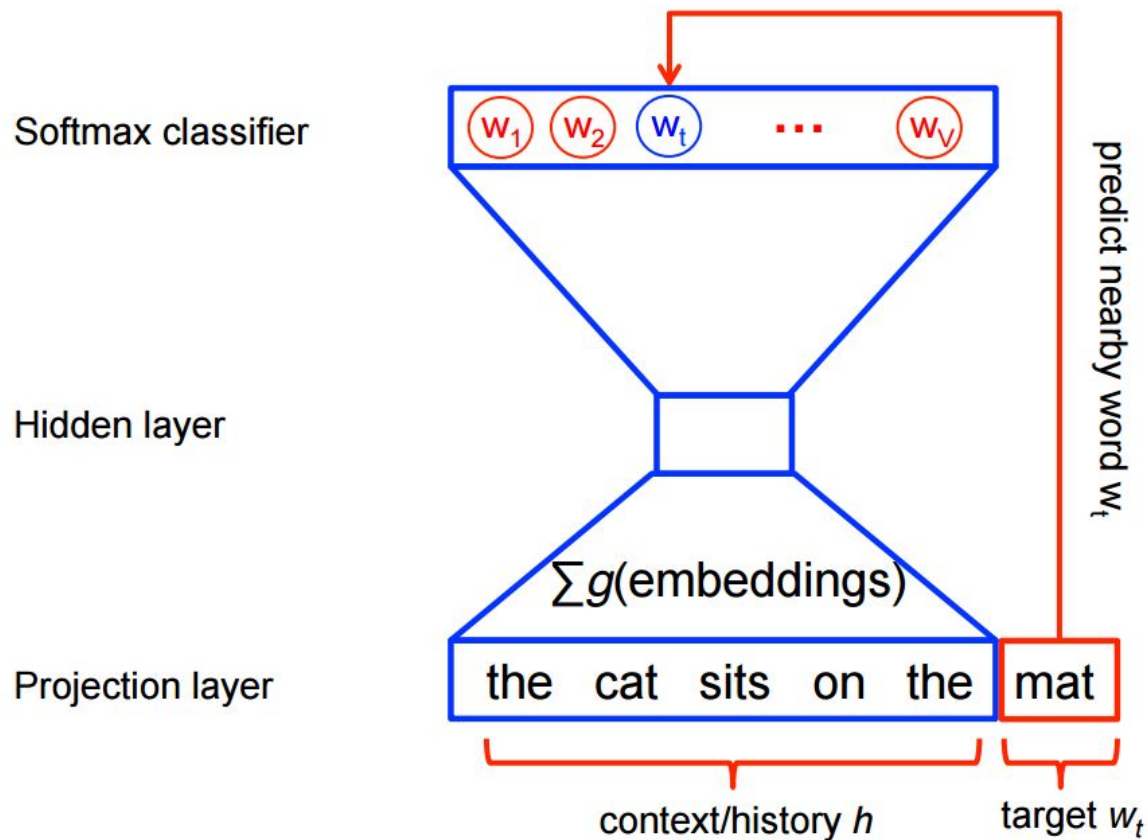 Softmax classifier
w₁ w₂ wₜ ... w_V
predict nearby word wₜ
Hidden layer
∑g(embeddings)
Projection layer
the cat sits on the mat
context/history h
target wₜ